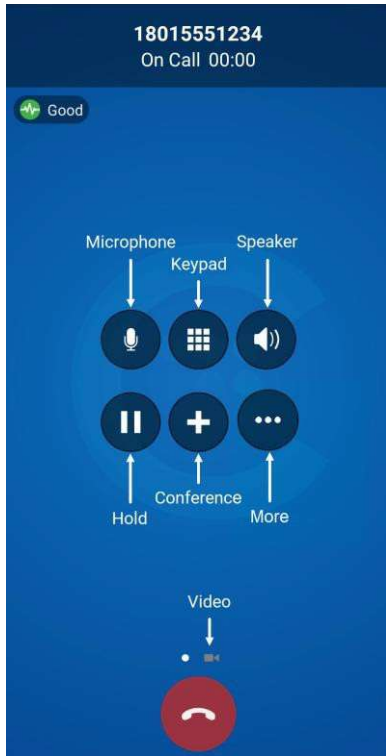 18015551234
On Call 00:00
Good
Microphone
Speaker
Keypad
Conference
Hold
More
Video